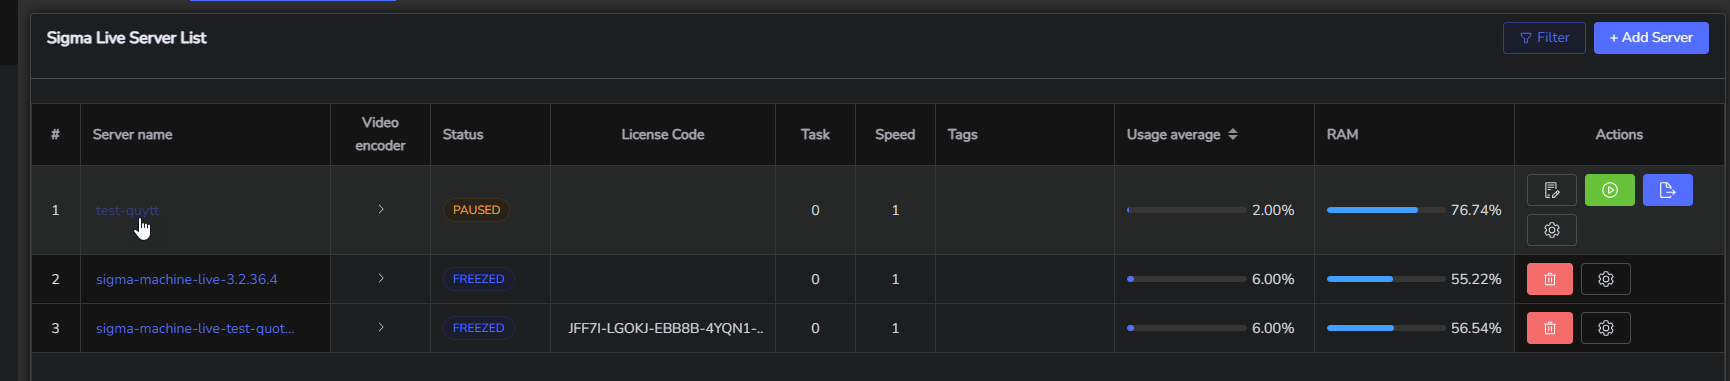 Sigma Live Server List
Filter
+ Add Server
# Server name Video encoder Status License Code Task Speed Tags Usage average RAM Actions
1 test-quytt PAUSED 0 1 2.00% 76.74%
2 sigma-machine-live-3.2.36.4 FREEZED 0 1 6.00% 55.22%
3 sigma-machine-live-test-quot... FREEZED JFF7I-LGOKJ-EBB8B-4YQN1-.. 0 1 6.00% 56.54%